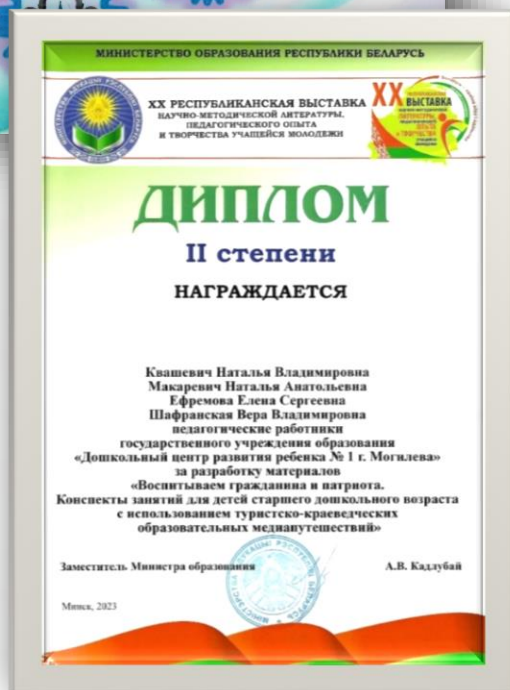 МИНИСТЕРСТВО ОБРАЗОВАНИЯ РЕСПУБЛИКИ БЕЛАРУСЬ
XX РЕСПУБЛИКАНСКАЯ ВЫСТАВКА
НАУЧНО-МЕТОДИЧЕСКОЙ ЛИТЕРАТУРЫ,
ПЕДАГОГИЧЕСКОГО ОПЫТА
И ТВОРЧЕСТВА УЧАЩЕЙСЯ МОЛОДЕЖИ
XX
ВЫСТАВКА
ЛИТЕРАТУРЫ,
ОПЫТА
И ТВОРЧЕСТВА
ДИПЛОМ
II степени
НАГРАЖДАЕТСЯ
Квашевич Наталья Владимировна
Макаревич Наталья Анатольевна
Ефремова Елена Сергеевна
Шафранская Вера Владимировна
педагогические работники
государственного учреждения образования
«Дошкольный центр развития ребенка № 1 г. Могилева»
за разработку материалов
«Воспитываем гражданина и патриота.
Конспекты занятий для детей старшего дошкольного возраста
с использованием туристско-краеведческих
образовательных медиапутешествий»
Заместитель Министра образования
А.В. Кадлубай
Минск, 2023